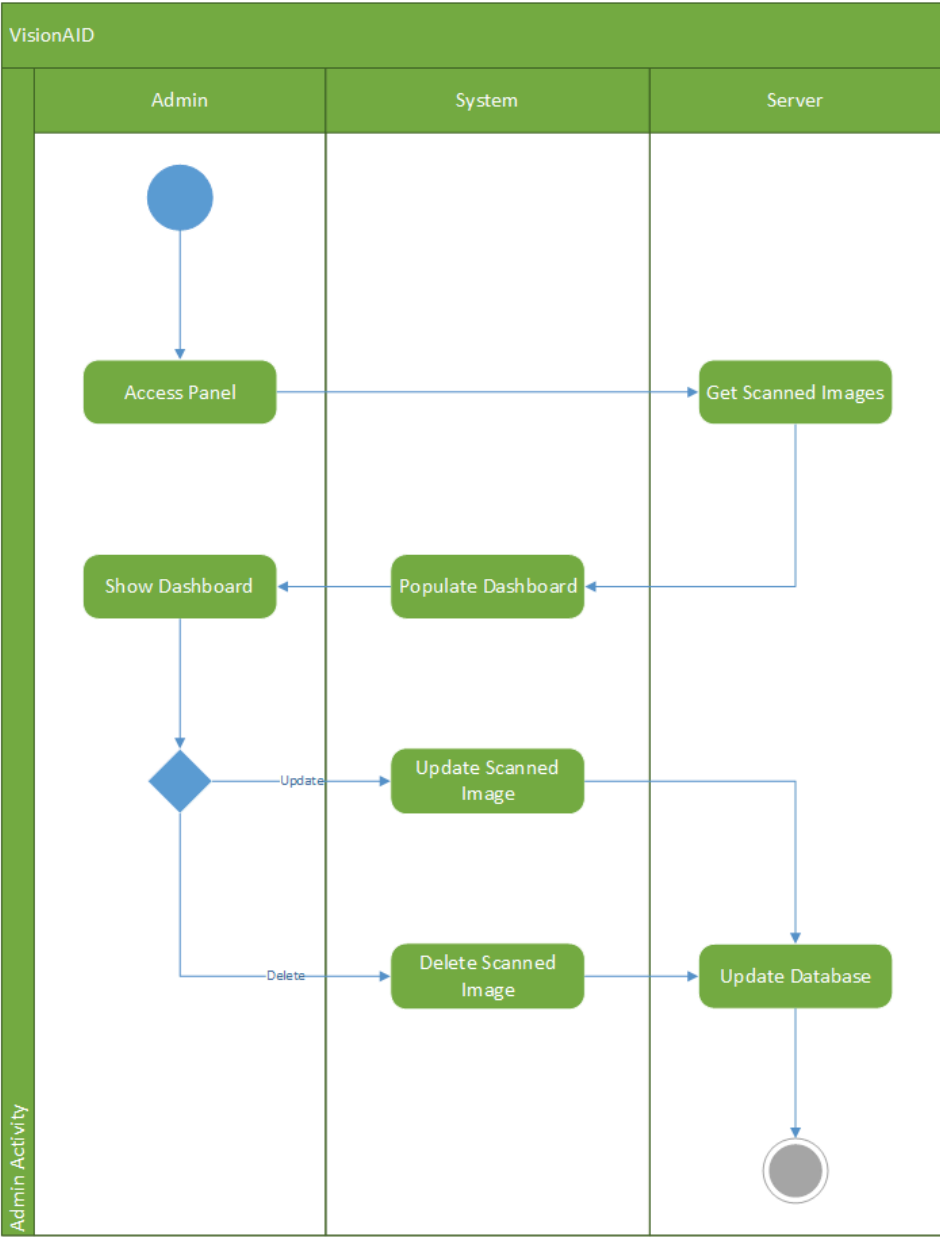 VisionAID
Admin
System
Server
Access Panel
Get Scanned Images
Show Dashboard
Populate Dashboard
Update
Update Scanned
Image
Delete
Delete Scanned
Image
Update Database
Admin Activity